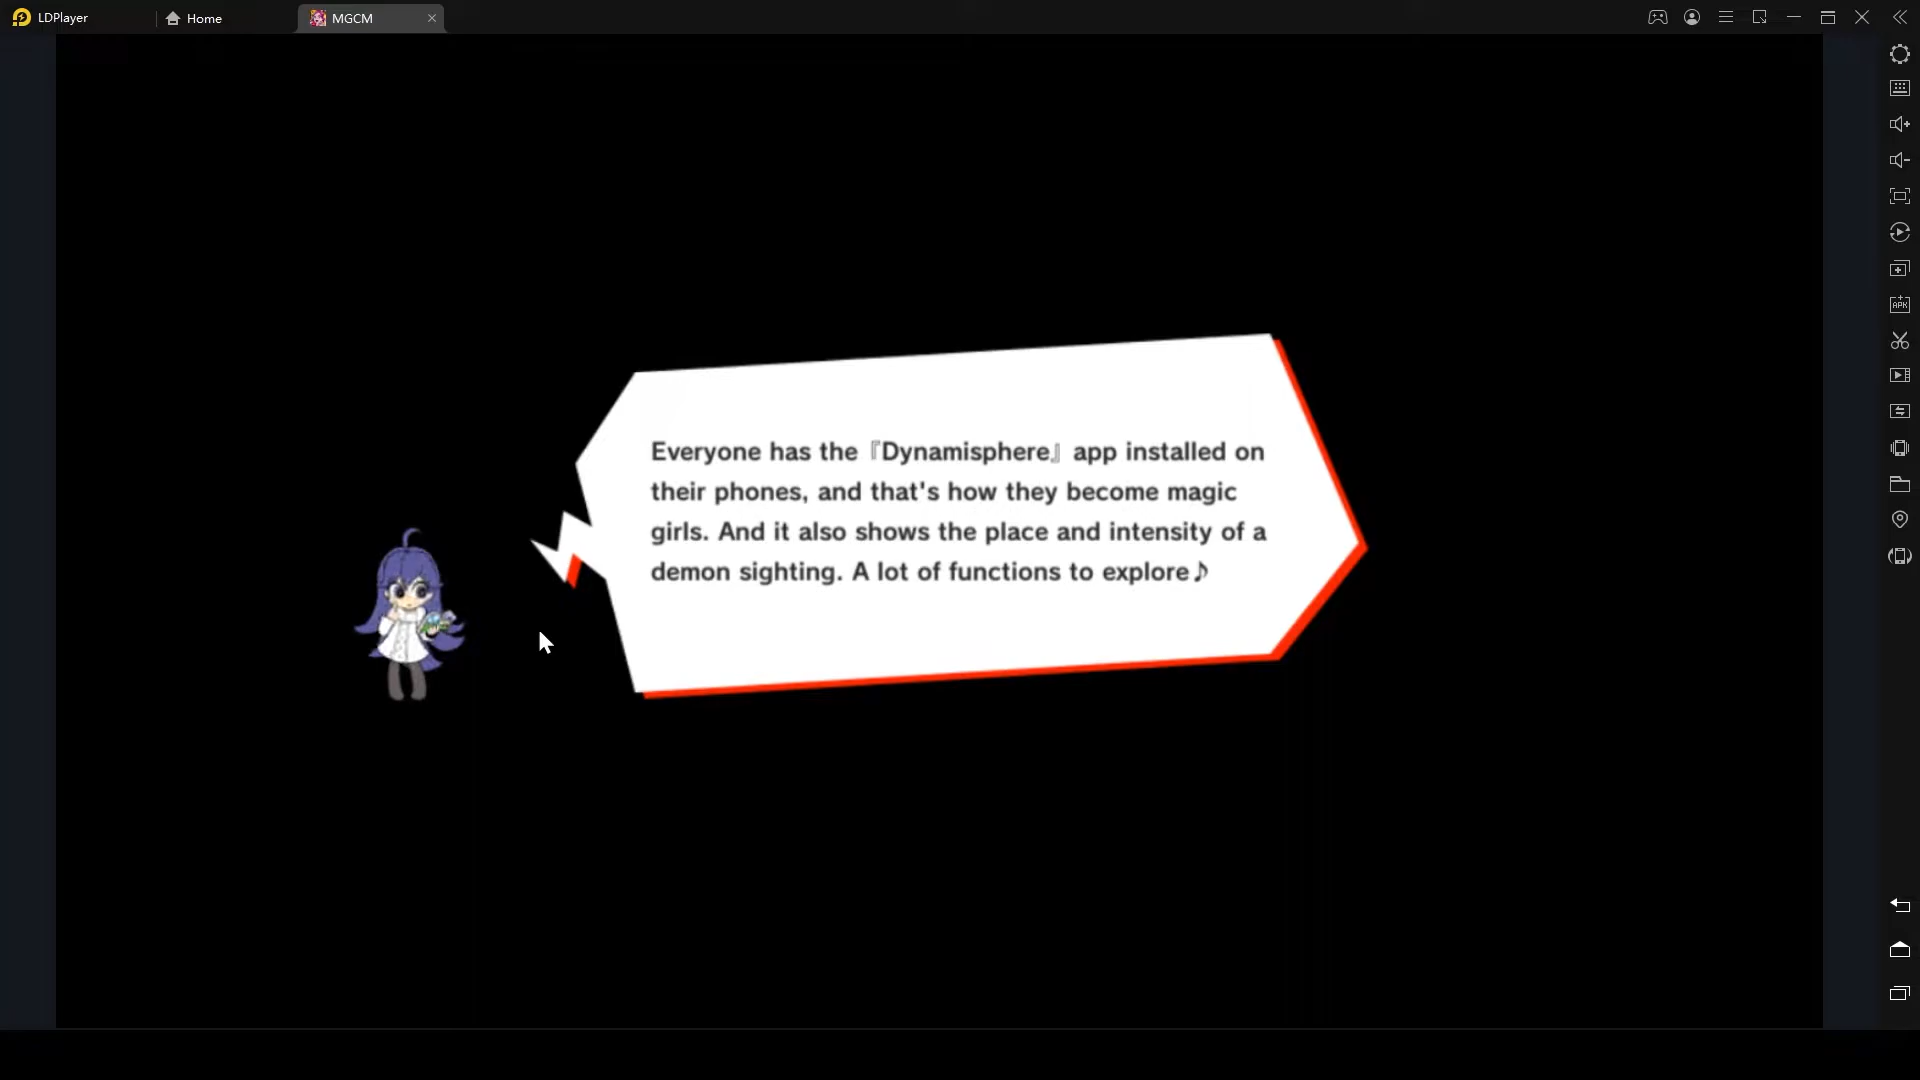 LDPlayer
Home
MGCM
Everyone has the『Dynamisphere』app installed on
their phones, and that's how they become magic
girls. And it also shows the place and intensity of a
demon sighting. A lot of functions to explore♪
APK